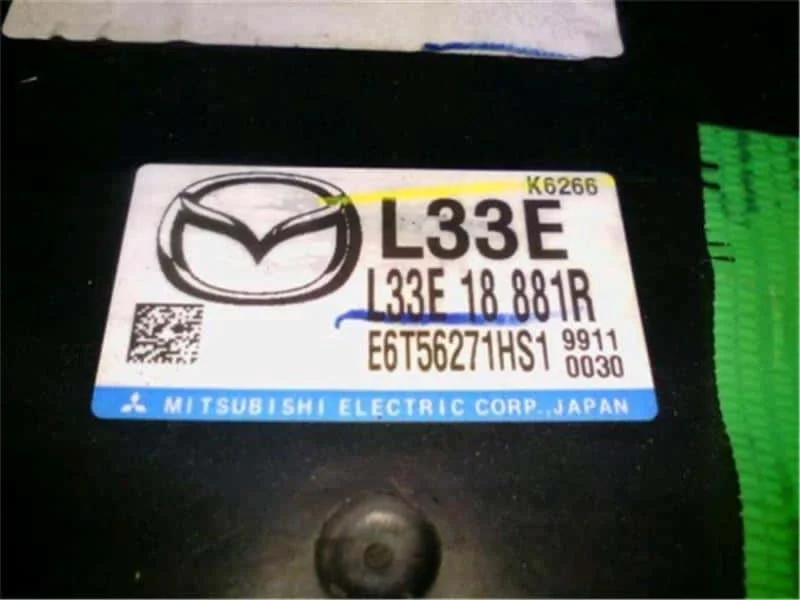 K6266
L33E
L33E 18 881R
E6T56271HS1 9911
0030
MITSUBISHI ELECTRIC CORP., JAPAN